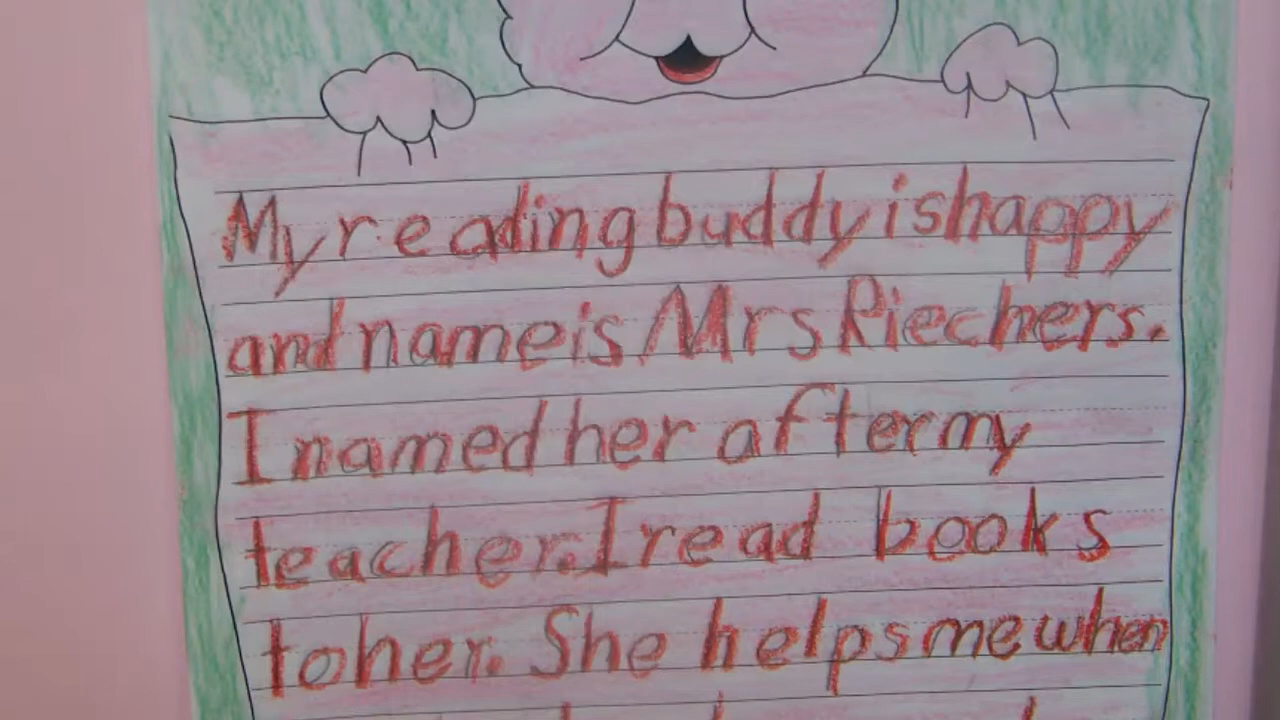 My reading buddy is happy
and name is Mrs Riechers.
I named her after my
teacher. I read books
to her. She helps me when